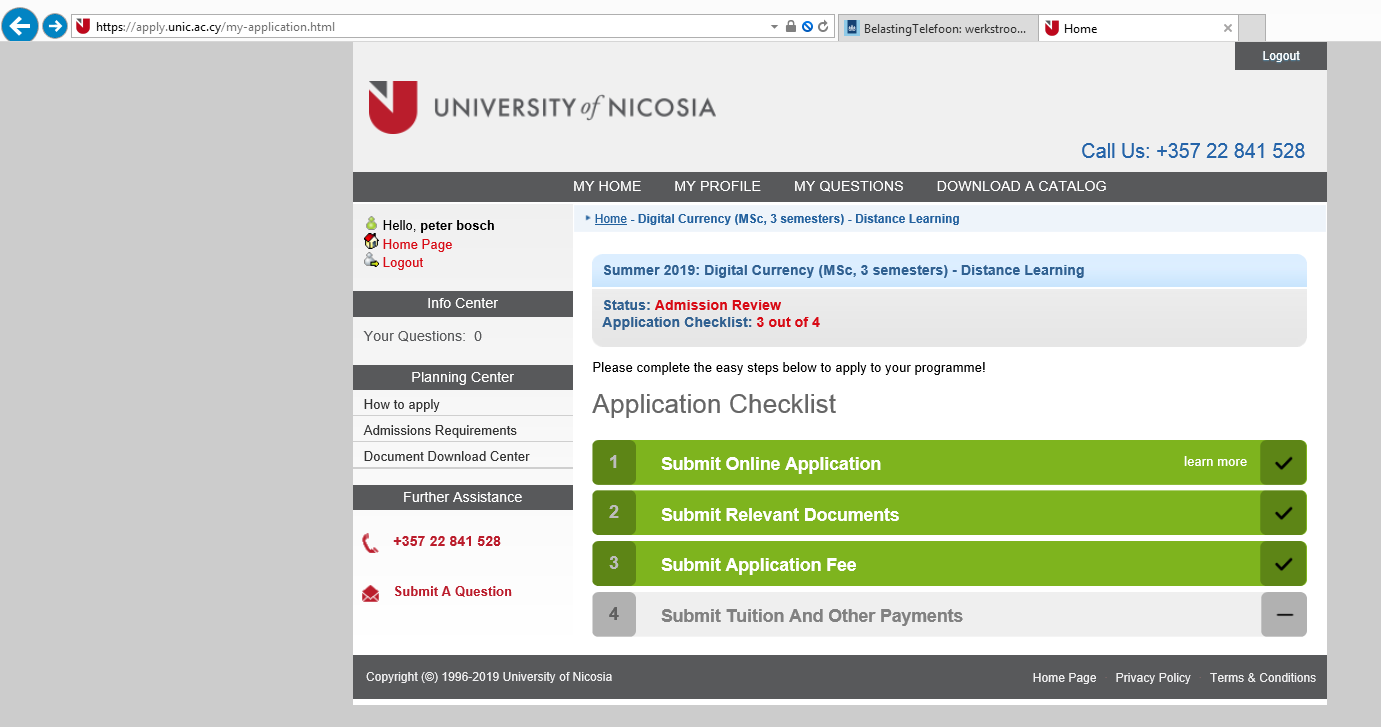 https://apply.unic.ac.cy/my-application.html
BelastingTelefoon: werkstroo...
Home
Logout
UNIVERSITY of NICOSIA
Call Us: +357 22 841 528
MY HOME MY PROFILE MY QUESTIONS DOWNLOAD A CATALOG
Hello, peter bosch
Home Page
Logout
Info Center
Your Questions: 0
Planning Center
How to apply
Admissions Requirements
Document Download Center
Further Assistance
+357 22 841 528
Submit A Question
Home - Digital Currency (MSc, 3 semesters) - Distance Learning
Summer 2019: Digital Currency (MSc, 3 semesters) - Distance Learning
Status: Admission Review
Application Checklist: 3 out of 4
Please complete the easy steps below to apply to your programme!
Application Checklist
1 Submit Online Application learn more
2 Submit Relevant Documents
3 Submit Application Fee
4 Submit Tuition And Other Payments
Copyright (©) 1996-2019 University of Nicosia
Home Page Privacy Policy Terms & Conditions